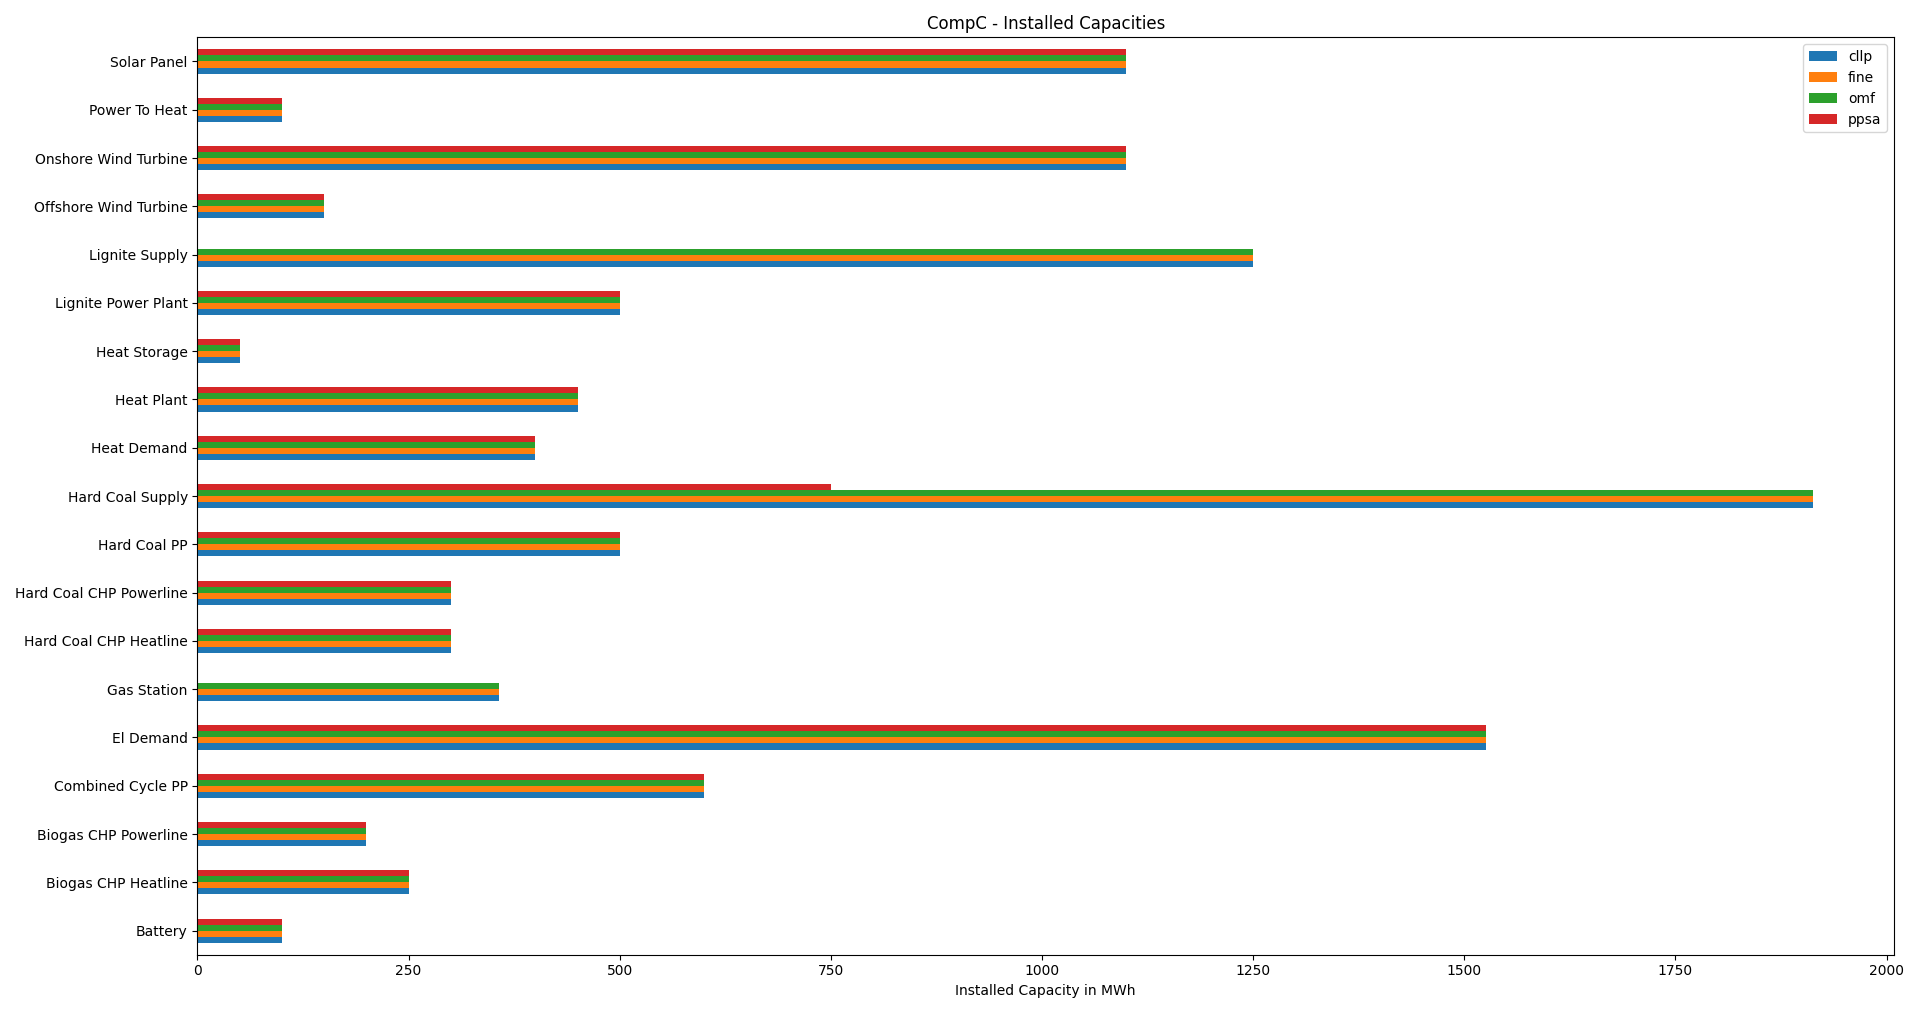 CompC - Installed Capacities
cllp
fine
omf
ppsa
Solar Panel
Power To Heat
Onshore Wind Turbine
Offshore Wind Turbine
Lignite Supply
Lignite Power Plant
Heat Storage
Heat Plant
Heat Demand
Hard Coal Supply
Hard Coal PP
Hard Coal CHP Powerline
Hard Coal CHP Heatline
Gas Station
El Demand
Combined Cycle PP
Biogas CHP Powerline
Biogas CHP Heatline
Battery
0 250 500 750 1000 1250 1500 1750 2000
Installed Capacity in MWh